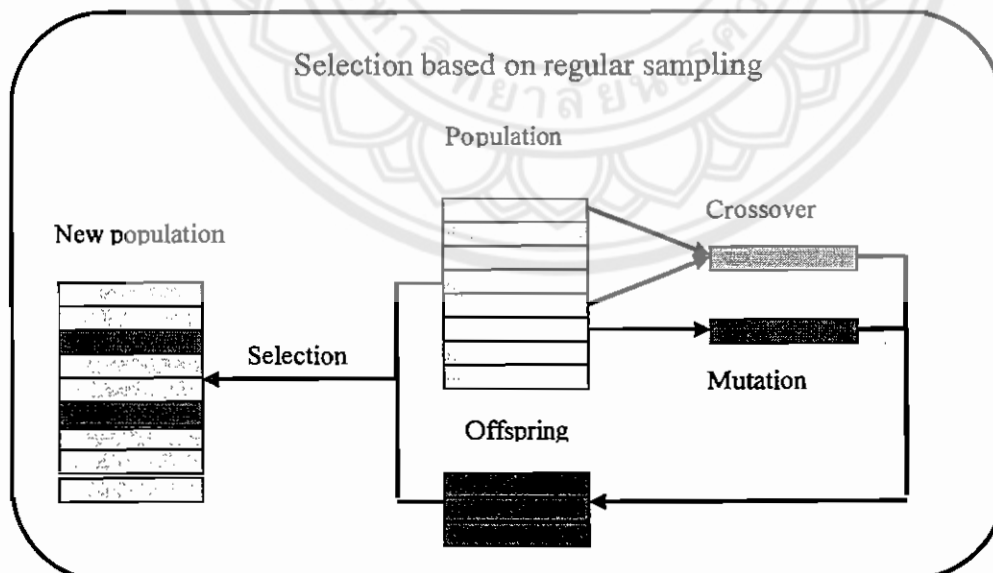 Selection based on regular sampling
Population
Crossover
New population
Selection
Mutation
Offspring